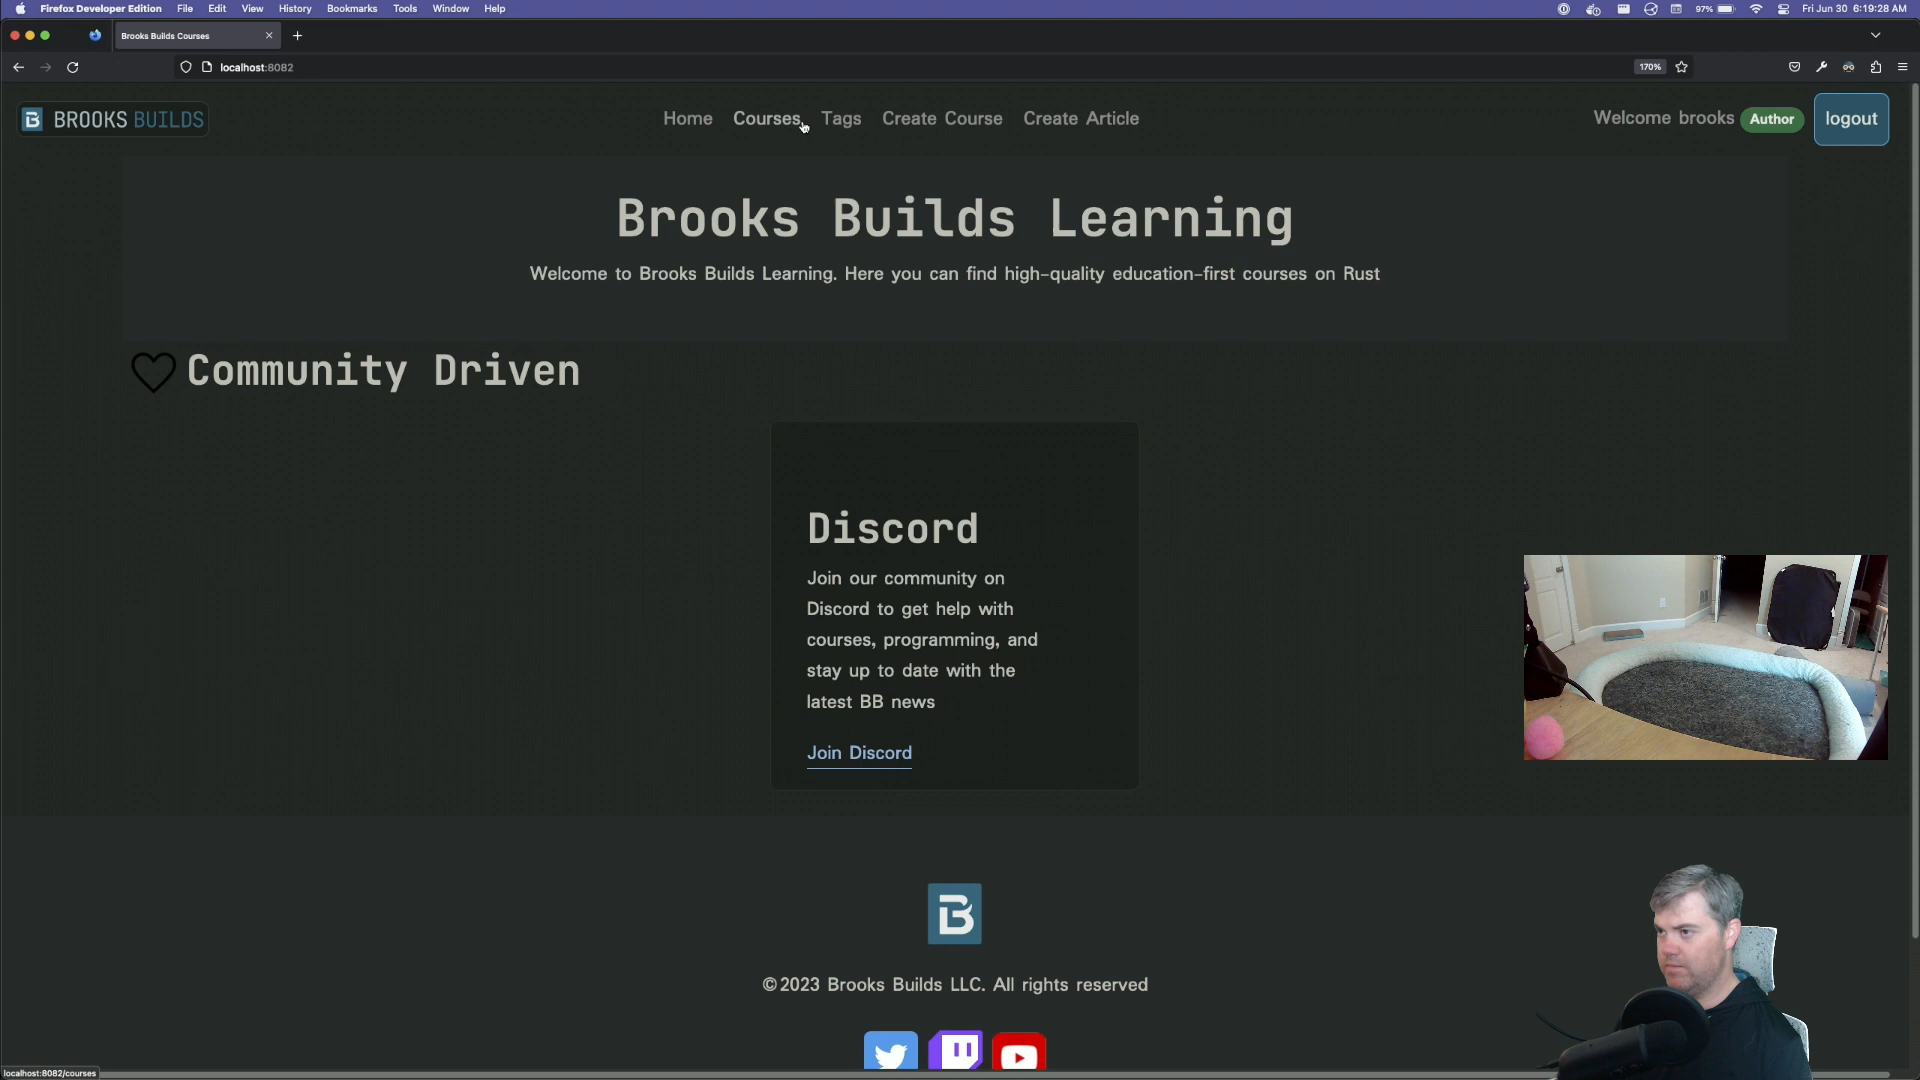 Firefox Developer Edition File Edit View History Bookmarks Tools Window Help 97% Fri Jun 30 6:19:28 AM
Brooks Builds Courses
localhost:8082 170%
BROOKS BUILDS Home Courses Tags Create Course Create Article Welcome brooks Author logout
Brooks Builds Learning
Welcome to Brooks Builds Learning. Here you can find high-quality education-first courses on Rust
Community Driven
Discord
Join our community on
Discord to get help with
courses, programming, and
stay up to date with the
latest BB news
Join Discord
©2023 Brooks Builds LLC. All rights reserved
localhost:8082/courses